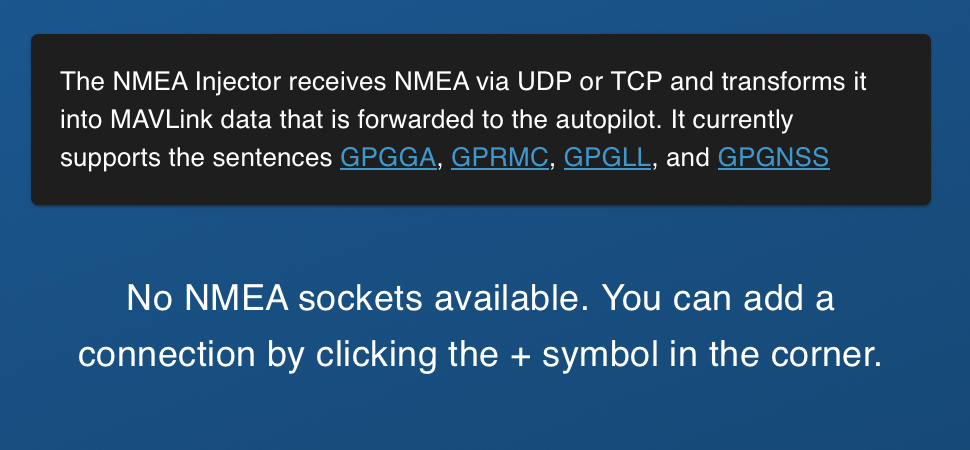 The NMEA Injector receives NMEA via UDP or TCP and transforms it
into MAVLink data that is forwarded to the autopilot. It currently
supports the sentences GPGGA, GPRMC, GPGLL, and GPGNSS
No NMEA sockets available. You can add a
connection by clicking the + symbol in the corner.